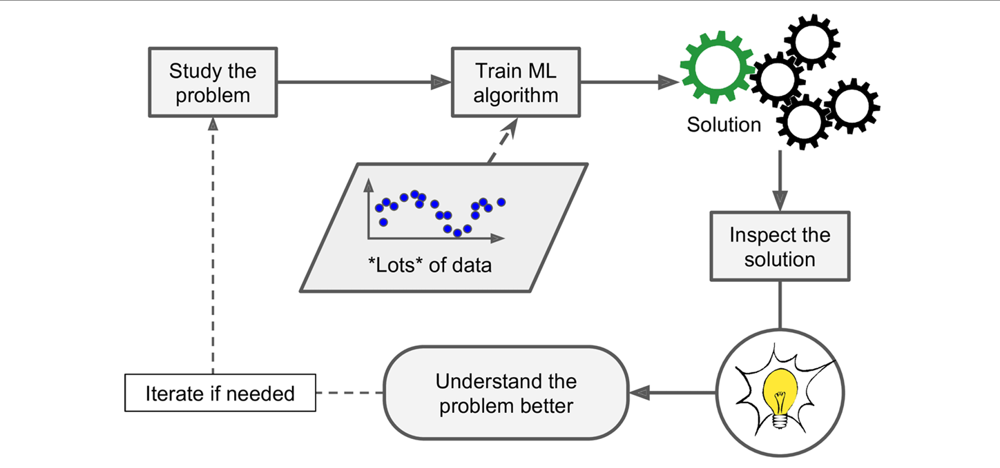 Study the
problem
Train ML
algorithm
Solution
*Lots* of data
Inspect the
solution
Understand the
problem better
Iterate if needed